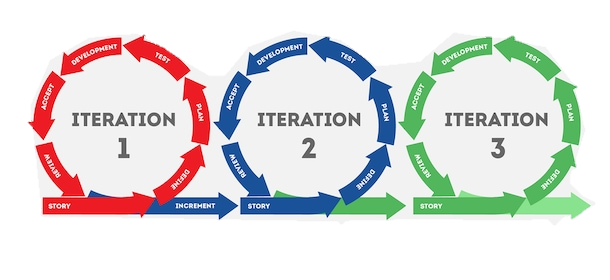 DEVELOPMENT
TEST
ACCEPT
PLAN
ITERATION
1
REVIEW
DEFINE
STORY
INCREMENT
DEVELOPMENT
TEST
ACCEPT
PLAN
ITERATION
2
REVIEW
DEFINE
STORY
DEVELOPMENT
TEST
ACCEPT
PLAN
ITERATION
3
REVIEW
DEFINE
STORY